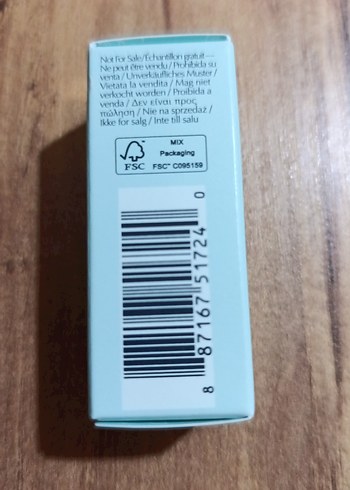 Not For Sale/Échantillon gratuit —
Ne peut être vendu / Prohibida su
venta / Unverkäufliches Muster /
Vietata la vendita / Mag niet
verkocht worden / Proibida a
venda / Δεν είναι προς
πώληση / Nie na sprzedaż /
Ikke for salg / Inte till salu
FSC
MIX
Packaging
FSC™ C095159
8 87167 51724 0